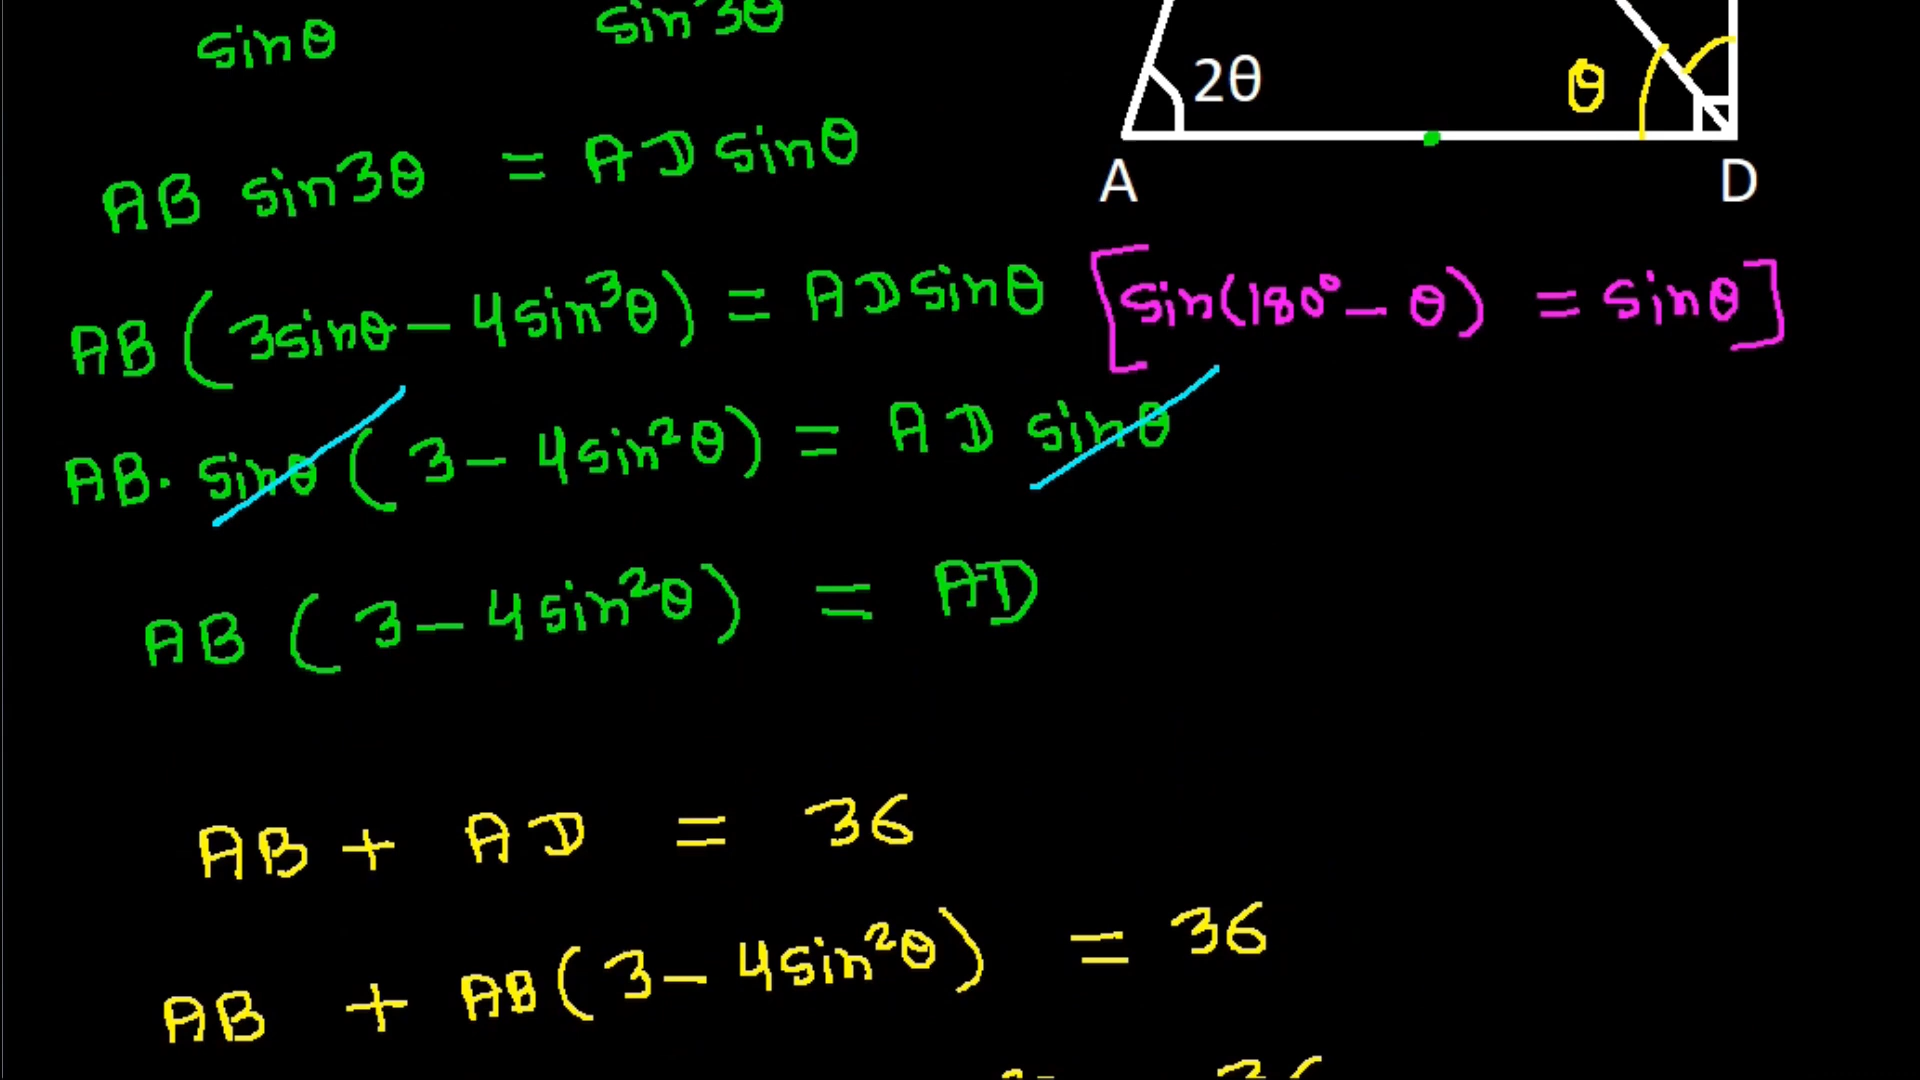 sinθ sin3θ
2θ θ
AB sin3θ = AD sinθ
A D
AB (3sinθ – 4sin³θ) = AD sinθ [sin(180° – θ) = sinθ]
AB. sinθ (3 – 4sin²θ) = AD sinθ
AB (3 – 4sin²θ) = AD
AB + AD = 36
AB + AB(3 – 4sin²θ) = 36